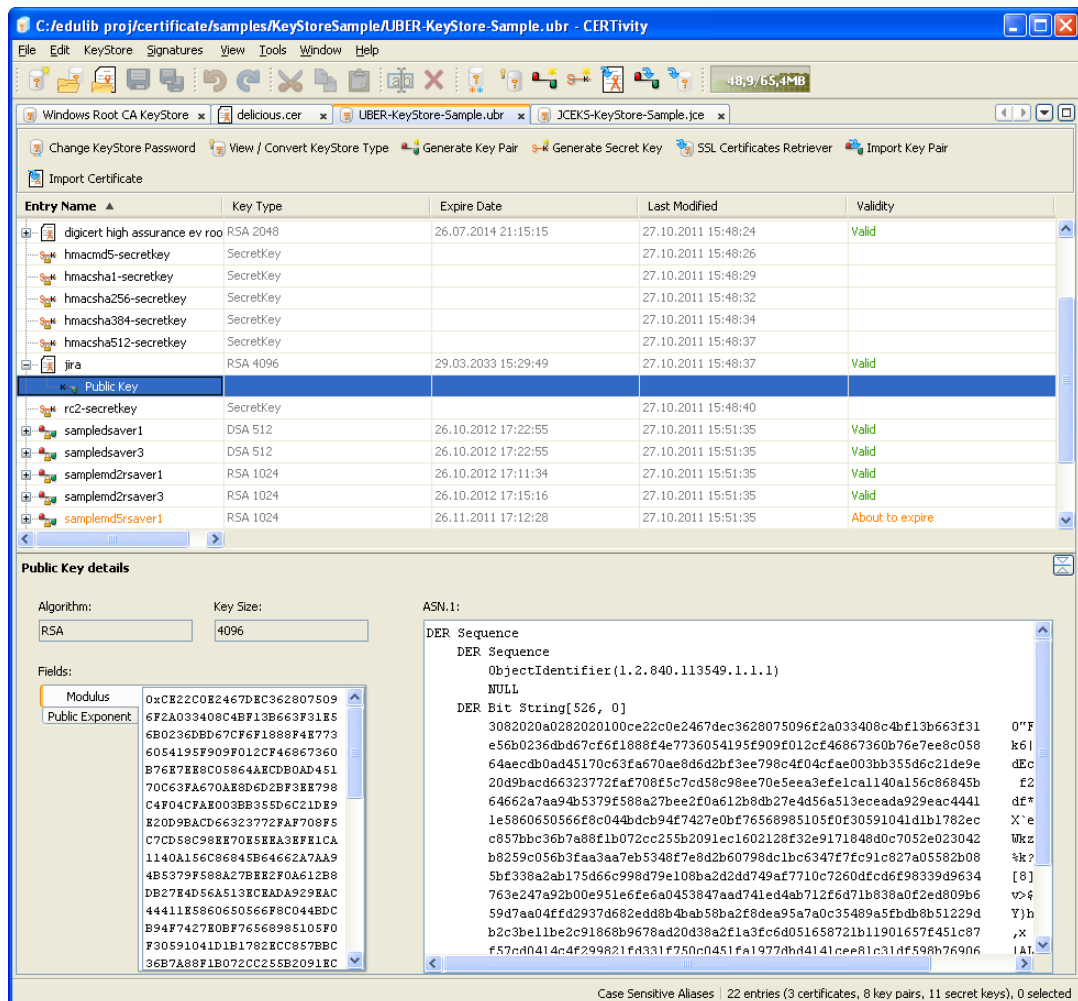 C:/edulib proj/certificate/samples/KeyStoreSample/UBER-KeyStore-Sample.ubr - CERTivity
File Edit KeyStore Signatures View Tools Window Help
48,9/65,4MB
Windows Root CA KeyStore x delicious.cer x UBER-KeyStore-Sample.ubr x JCEKS-KeyStore-Sample.jce x
Change KeyStore Password View / Convert KeyStore Type Generate Key Pair Generate Secret Key SSL Certificates Retriever Import Key Pair
Import Certificate
Entry Name Key Type Expire Date Last Modified Validity
digicert high assurance ev roo RSA 2048 26.07.2014 21:15:15 27.10.2011 15:48:24 Valid
hmacmd5-secretkey SecretKey 27.10.2011 15:48:26
hmacsha1-secretkey SecretKey 27.10.2011 15:48:29
hmacsha256-secretkey SecretKey 27.10.2011 15:48:32
hmacsha384-secretkey SecretKey 27.10.2011 15:48:34
hmacsha512-secretkey SecretKey 27.10.2011 15:48:37
jira RSA 4096 29.03.2033 15:29:49 27.10.2011 15:48:37 Valid
Public Key
rc2-secretkey SecretKey 27.10.2011 15:48:40
sampledsaver1 DSA 512 26.10.2012 17:22:55 27.10.2011 15:51:35 Valid
sampledsaver3 DSA 512 26.10.2012 17:22:55 27.10.2011 15:51:35 Valid
samplemd2rsaver1 RSA 1024 26.10.2012 17:11:34 27.10.2011 15:51:35 Valid
samplemd2rsaver3 RSA 1024 26.10.2012 17:15:16 27.10.2011 15:51:35 Valid
samplemd5rsaver1 RSA 1024 26.11.2011 17:12:28 27.10.2011 15:51:35 About to expire
Public Key details
Algorithm: Key Size: ASN.1:
RSA 4096
Fields:
Modulus
Public Exponent
0xCE22C0E2467DEC362807509
6F2A033408C4BF13B663F31E5
6B0236DBD67CF6F1888F4E773
6054195F909F012CF46867360
B76E7EE8C05864AECDB0AD451
70C63FA670AE8D6D2BF3EE798
C4F04CFAE003BB355D6C21DE9
E20D9BACD66323772FAF708F5
C7CD58C98EE70E5EEA3EFE1CA
1140A156C86845B64662A7AA9
4B5379F588A27BEE2F0A612B8
DB27E4D56A513ECEADA929EAC
44411E5860650566F8C044BDC
B94F7427E0BF76568985105F0
F30591041D1B1782ECC857BBC
36B7A88F1B072CC255B2091EC
DER Sequence
DER Sequence
ObjectIdentifier(1.2.840.113549.1.1.1)
NULL
DER Bit String[526, 0]
3082020a0282020100ce22c0e2467dec3628075096f2a033408c4bf13b663f31 0"F
e56b0236dbd67cf6f1888f4e7736054195f909f012cf46867360b76e7ee8c058 k6|
64aecdb0ad45170c63fa670ae8d6d2bf3ee798c4f04cfae003bb355d6c21de9e dEc
20d9bacd66323772faf708f5c7cd58c98ee70e5eea3efe1ca1140a156c86845b f2
64662a7aa94b5379f588a27bee2f0a612b8db27e4d56a513eceada929eac4441 df*
1e5860650566f8c044bdcb94f7427e0bf76568985105f0f30591041d1b1782ec X`e
c857bbc36b7a88f1b072cc255b2091ec1602128f32e9171848d0c7052e023042 Wkz
b8259c056b3faa3aa7eb5348f7e8d2b60798dc1bc6347f7fc91c827a05582b08 %k?
5bf338a2ab175d66c998d79e108ba2d2dd749af7710c7260dfcd6f98339d9634 [8]
763e247a92b00e951e6fe6a0453847aad741ed4ab712f6d71b838a0f2ed809b6 v>$
59d7aa04ffd2937d682edd8b4bab58ba2f8dea95a7a0c35489a5fbdb8b51229d Y}h
b2c3be11be2c91868b9678ad20d38a2f1a3fc6d051658721b11901657f451c87 ,x
f57cd0414c4f299821fd331f750c0451fa1977dbd4141cee81c31df598b76906 |AL
Case Sensitive Aliases 22 entries (3 certificates, 8 key pairs, 11 secret keys), 0 selected